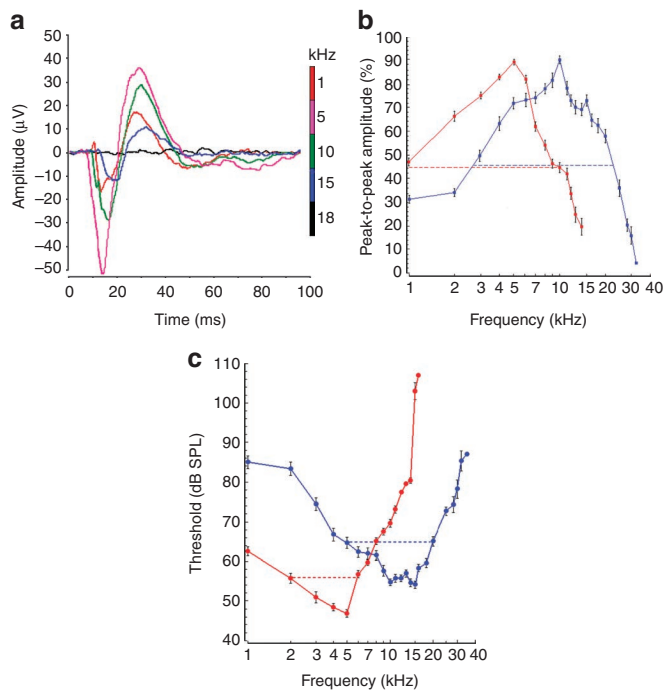 a
Amplitude (µV)
50
40
30
20
10
0
–10
–20
–30
–40
–50
0 20 40 60 80 100
Time (ms)
kHz
1
5
10
15
18
b
Peak-to-peak amplitude (%)
100
90
80
70
60
50
40
30
20
10
0
1 2 3 4 5 7 10 15 20 30 40
Frequency (kHz)
c
Threshold (dB SPL)
110
100
90
80
70
60
50
40
1 2 3 4 5 7 10 15 20 30 40
Frequency (kHz)